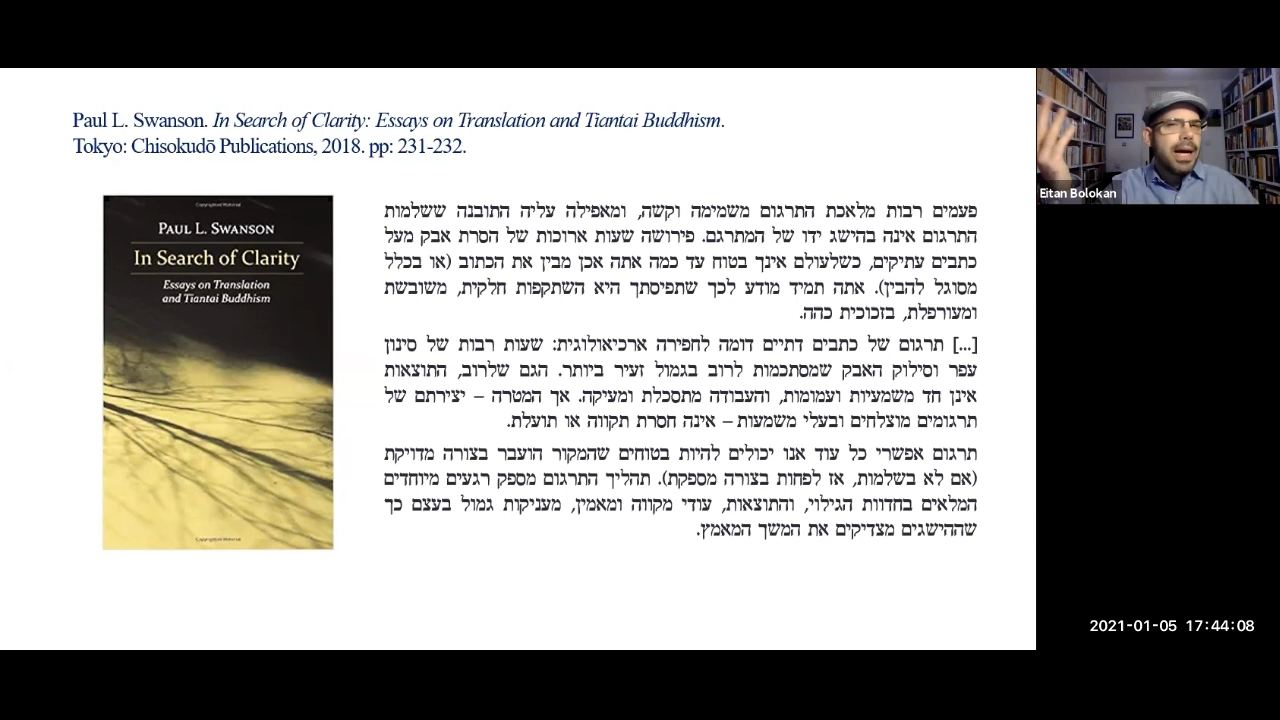 Paul L. Swanson. In Search of Clarity: Essays on Translation and Tiantai Buddhism.
Tokyo: Chisokudō Publications, 2018. pp: 231-232.
Copyrighted Material
PAUL L. SWANSON
In Search of Clarity
Essays on Translation
and Tiantai Buddhism
Copyrighted Material
פעמים רבות מלאכת התרגום משמימה וקשה, ומאפילה עליה התובנה ששלמות
התרגום אינה בהישג ידו של המתרגם. פירושה שעות ארוכות של הסרת אבק מעל
כתבים עתיקים, כשלעולם אינך בטוח עד כמה אתה אכן מבין את הכתוב (או בכלל
מסוגל להבין). אתה תמיד מודע לכך שתפיסתך היא השתקפות חלקית, משובשת
ומעורפלת, בזכוכית כהה.
[...] תרגום של כתבים דתיים דומה לחפירה ארכיאולוגית: שעות רבות של סינון
עפר וסילוק האבק שמסתכמות לרוב בגמול זעיר ביותר. הגם שלרוב, התוצאות
אינן חד משמעיות ועמומות, והעבודה מתסכלת ומעיקה. אך המטרה – יצירתם של
תרגומים מוצלחים ובעלי משמעות – אינה חסרת תקווה או תועלת.
תרגום אפשרי כל עוד אנו יכולים להיות בטוחים שהמקור הועבר בצורה מדויקת
(אם לא בשלמות, אז לפחות בצורה מספקת). תהליך התרגום מספק רגעים מיוחדים
המלאים בחדוות הגילוי, והתוצאות, עודי מקווה ומאמין, מעניקות גמול בעצם כך
שההישגים מצדיקים את המשך המאמץ.
Eitan Bolokan
2021-01-05 17:44:08